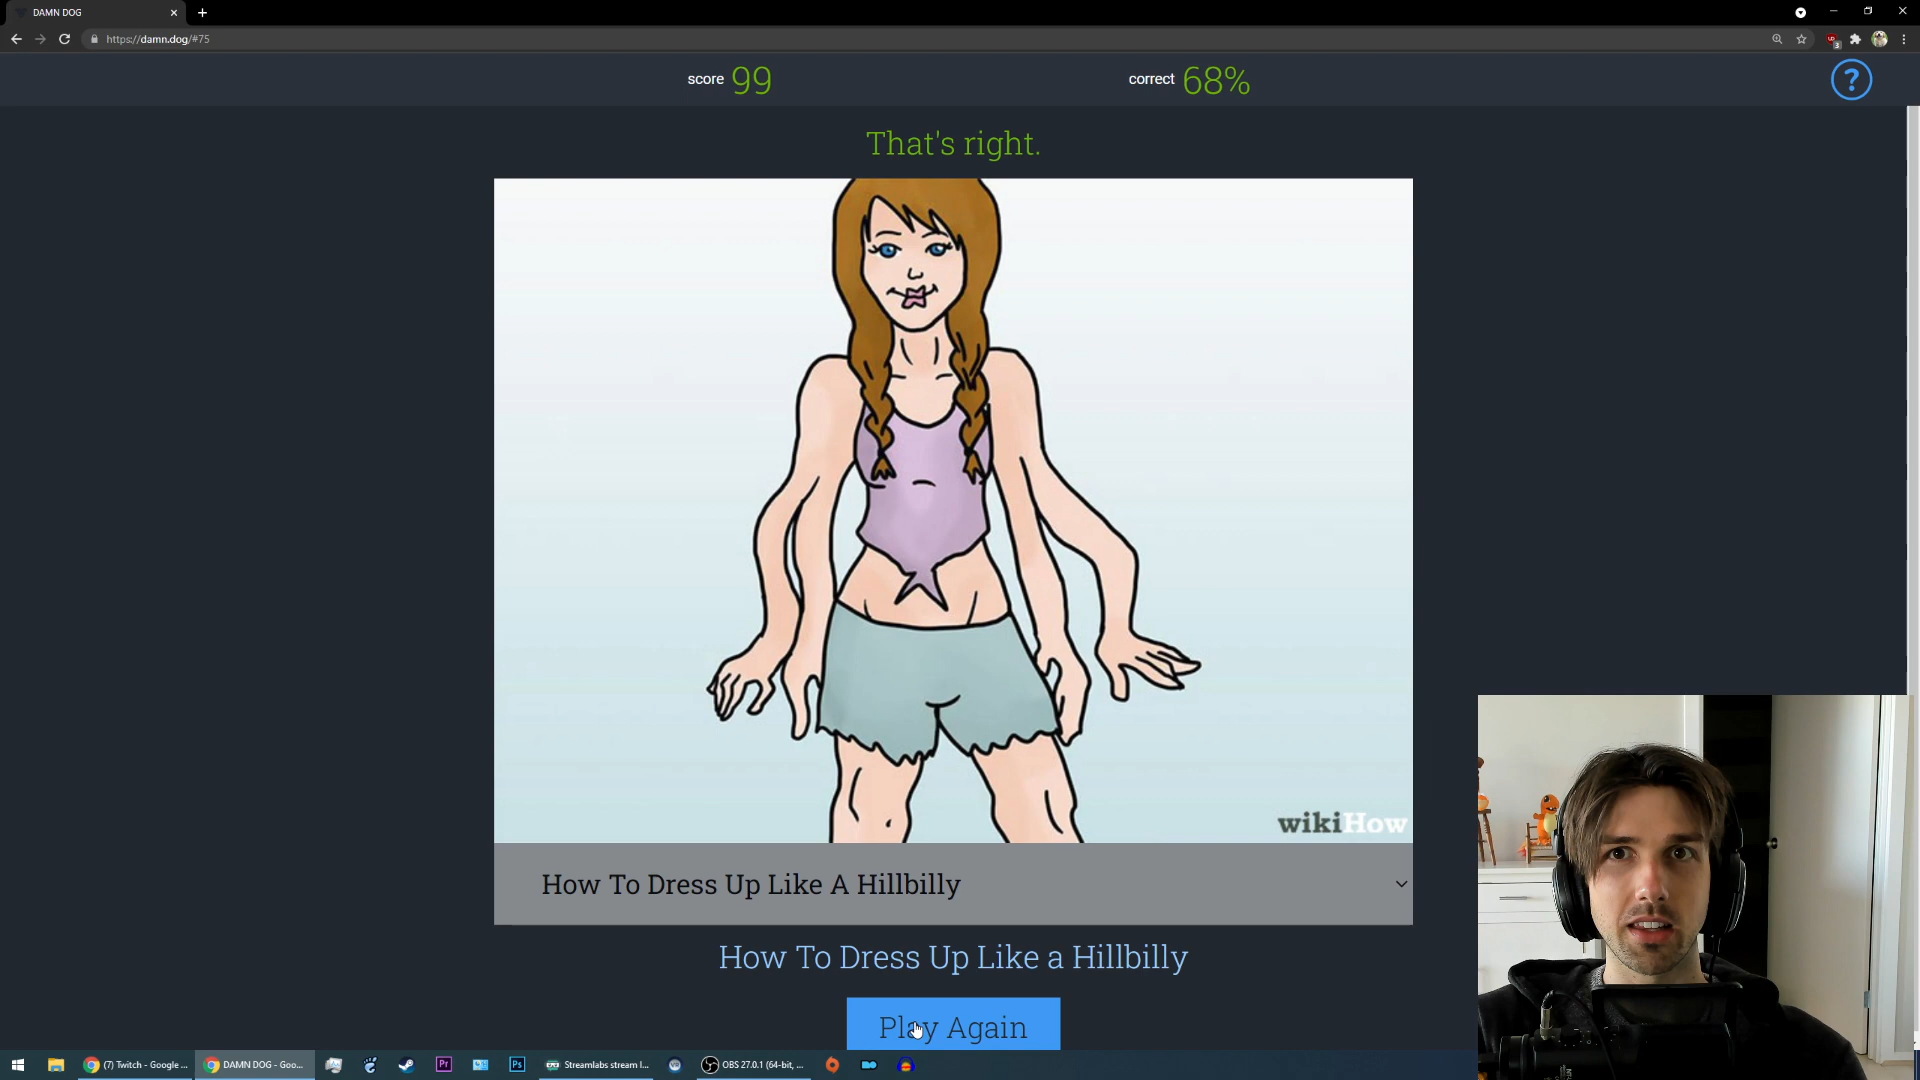 DAMN DOG
https://damn.dog/#75
score 99
correct 68%
?
That's right.
wikiHow
How To Dress Up Like A Hillbilly
How To Dress Up Like a Hillbilly
Play Again
(7) Twitch - Google ...
DAMN DOG - Goo...
Pr
Ps
Streamlabs stream l...
OBS 27.0.1 (64-bit, ...